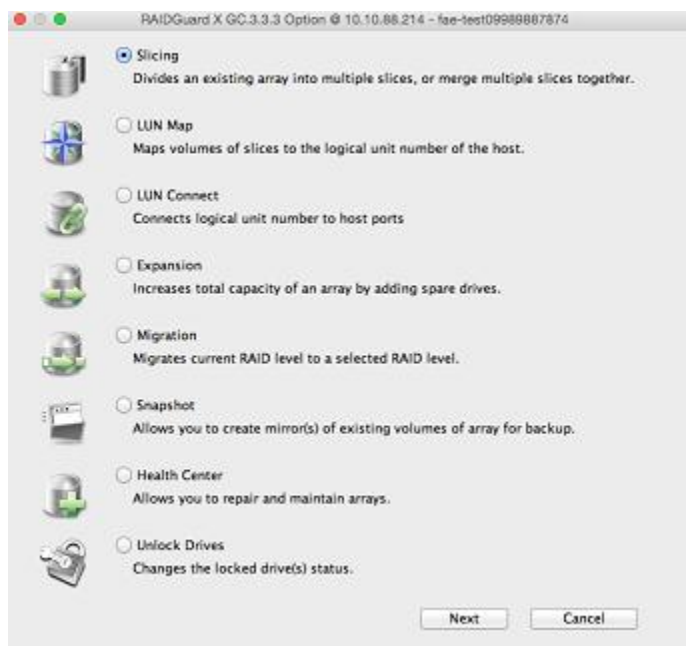 RAIDGuard X GC.3.3.3 Option @ 10.10.88.214 - fae-test09989887874
Slicing
Divides an existing array into multiple slices, or merge multiple slices together.
LUN Map
Maps volumes of slices to the logical unit number of the host.
LUN Connect
Connects logical unit number to host ports
Expansion
Increases total capacity of an array by adding spare drives.
Migration
Migrates current RAID level to a selected RAID level.
Snapshot
Allows you to create mirror(s) of existing volumes of array for backup.
Health Center
Allows you to repair and maintain arrays.
Unlock Drives
Changes the locked drive(s) status.
Next Cancel